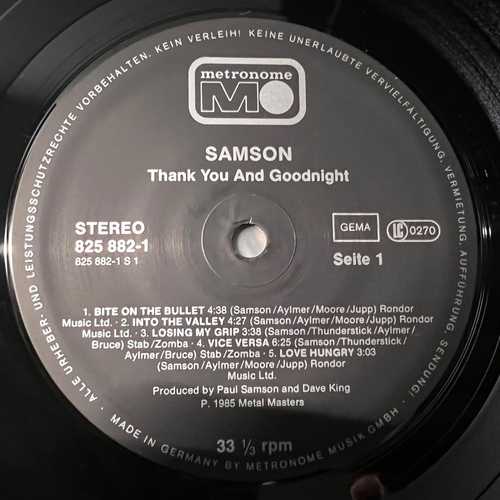 ALLE URHEBER- UND LEISTUNGSSCHUTZRECHTE VORBEHALTEN. KEIN VERLEIH! KEINE UNERLAUBTE VERVIELFÄLTIGUNG, VERMIETUNG, AUFFÜHRUNG, SENDUNG!
metronome
MO
SAMSON
Thank You And Goodnight
STEREO
825 882-1
825 882-1 S 1
GEMA
LC 0270
Seite 1
1. BITE ON THE BULLET 4:38 (Samson/Aylmer/Moore/Jupp) Rondor
Music Ltd. · 2. INTO THE VALLEY 4:27 (Samson/Aylmer/Moore/Jupp) Rondor
Music Ltd. · 3. LOSING MY GRIP 3:38 (Samson/Thunderstick/Aylmer/
Bruce) Stab/Zomba · 4. VICE VERSA 6:25 (Samson/Thunderstick/
Aylmer/Bruce) Stab/Zomba · 5. LOVE HUNGRY 3:03
(Samson/Aylmer/Moore/Jupp) Rondor
Music Ltd.
Produced by Paul Samson and Dave King
P. 1985 Metal Masters
33 1/3 rpm
· MADE IN GERMANY BY METRONOME MUSIK GMBH ·